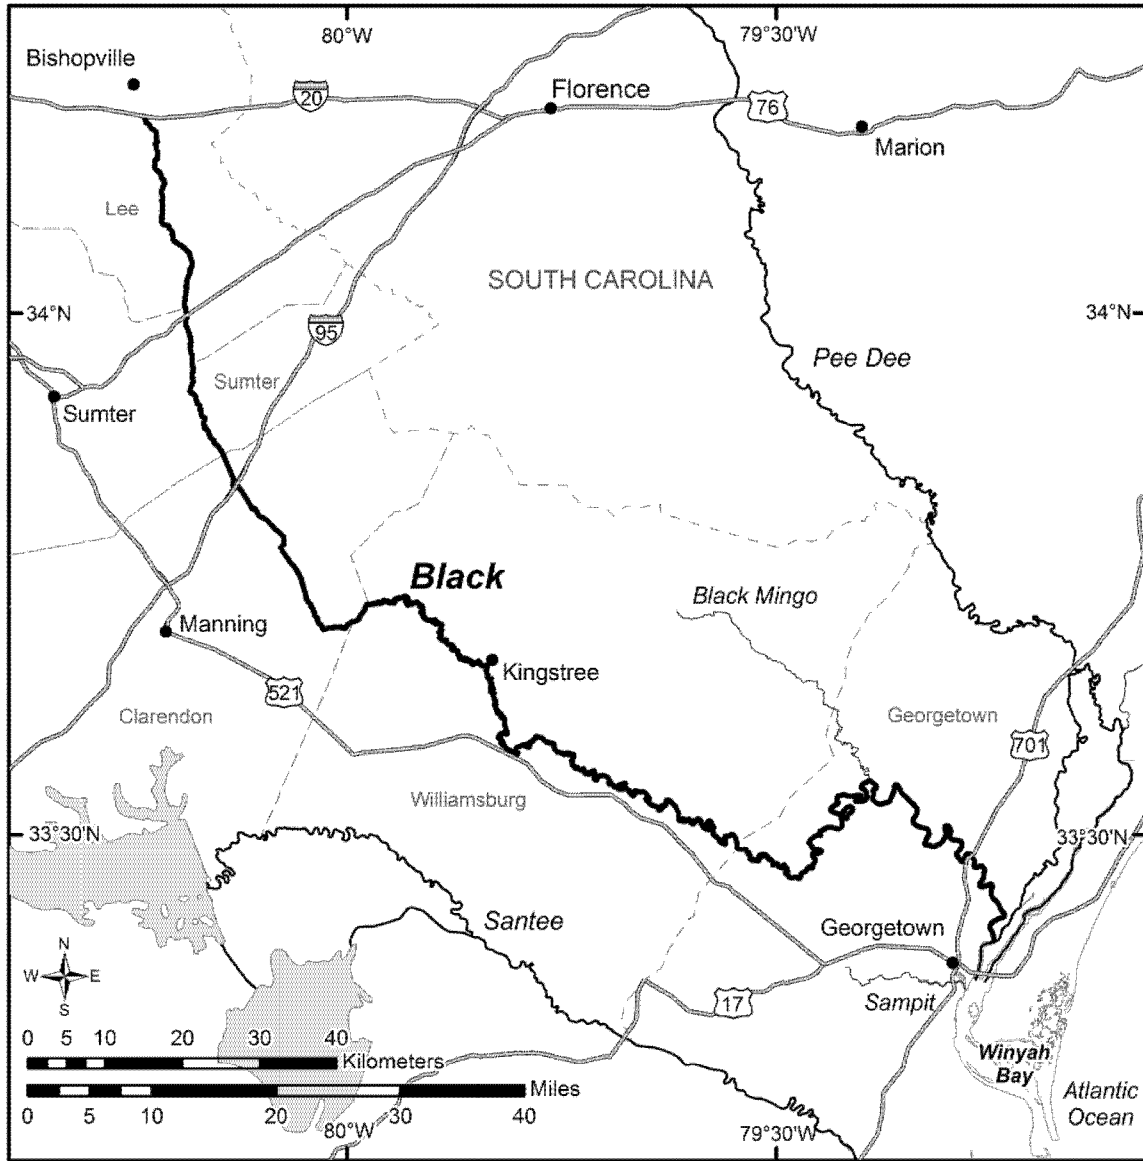 80°W
79°30'W
Bishopville
20
Florence
76
Marion
Lee
SOUTH CAROLINA
34°N
34°N
95
Pee Dee
Sumter
Sumter
Black
Black Mingo
Manning
Kingstree
521
Clarendon
Georgetown
701
Williamsburg
33°30'N
33°30'N
Santee
Georgetown
N
W E
S
Sampit
17
0 5 10 20 30 40
Kilometers
Winyah
Bay
Miles
0 5 10 20 30 40
Atlantic
Ocean
80°W
79°30'W